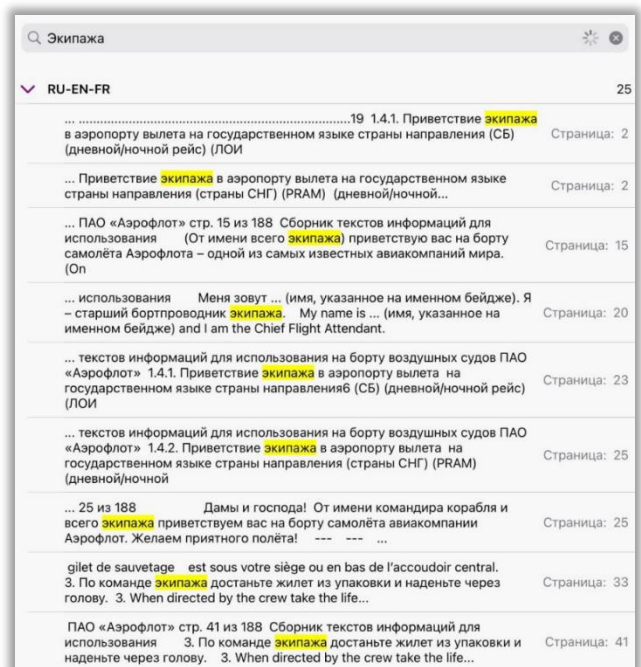 Экипажа
RU-EN-FR 25
... ......................................................................19 1.4.1. Приветствие экипажа
в аэропорту вылета на государственном языке страны направления (СБ) Страница: 2
(дневной/ночной рейс) (ЛОИ
... Приветствие экипажа в аэропорту вылета на государственном языке
страны направления (страны СНГ) (PRAM) (дневной/ночной... Страница: 2
... ПАО «Аэрофлот» стр. 15 из 188 Сборник текстов информаций для
использования (От имени всего экипажа) приветствую вас на борту Страница: 15
самолёта Аэрофлота – одной из самых известных авиакомпаний мира.
(On
... использования Меня зовут ... (имя, указанное на именном бейдже). Я
– старший бортпроводник экипажа. My name is ... (имя, указанное на Страница: 20
именном бейдже) and I am the Chief Flight Attendant.
... текстов информаций для использования на борту воздушных судов ПАО
«Аэрофлот» 1.4.1. Приветствие экипажа в аэропорту вылета на
государственном языке страны направления6 (СБ) (дневной/ночной рейс) Страница: 23
(ЛОИ
... текстов информаций для использования на борту воздушных судов ПАО
«Аэрофлот» 1.4.2. Приветствие экипажа в аэропорту вылета на
государственном языке страны направления (страны СНГ) (PRAM) Страница: 25
(дневной/ночной
... 25 из 188 Дамы и господа! От имени командира корабля и
всего экипажа приветствуем вас на борту самолёта авиакомпании Страница: 25
Аэрофлот. Желаем приятного полёта! --- --- ...
gilet de sauvetage est sous votre siège ou en bas de l'accoudoir central.
3. По команде экипажа достаньте жилет из упаковки и наденьте через Страница: 33
голову. 3. When directed by the crew take the life...
ПАО «Аэрофлот» стр. 41 из 188 Сборник текстов информаций для
использования 3. По команде экипажа достаньте жилет из упаковки и Страница: 41
наденьте через голову. 3. When directed by the crew take the life...